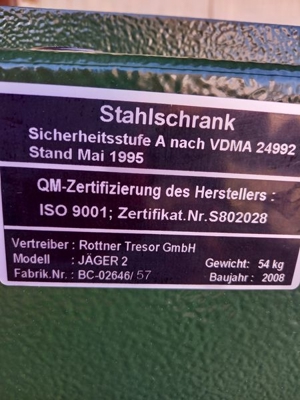 Stahlschrank
Sicherheitsstufe A nach VDMA 24992
Stand Mai 1995
QM-Zertifizierung des Herstellers :
ISO 9001; Zertifikat.Nr.S802028
Vertreiber : Rottner Tresor GmbH
Modell : JÄGER 2 Gewicht: 54 kg
Fabrik.Nr. : BC-02646/57 Baujahr : 2008